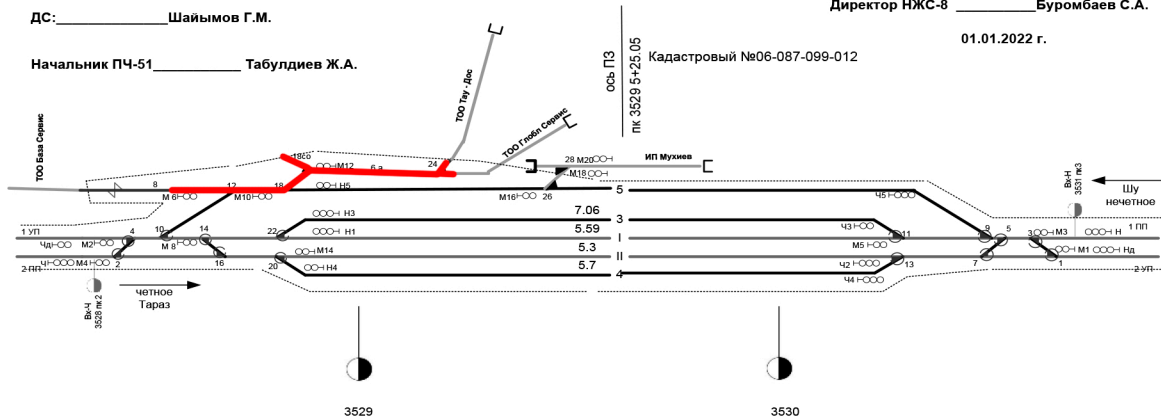 ДС:_______________Шайымов Г.М.
Директор НЖС-8 __________Буромбаев С.А.
01.01.2022 г.
Начальник ПЧ-51___________ Табулдиев Ж.А.
Кадастровый №06-087-099-012
ось ПЗ
пк 3529 5+25.05
ТОО База Сервис
ТОО Тау - Дос
ТОО Глобл Сервис
ИП Мухиев
18со
М12
6 а
24
28 М20
М18
8
12
18
М 6
М10
Н5
М16
26
5
Ч5
Вх-Н
3531 пк3
Шу
нечетное
Н3
7.06
3
Ч3
1 УП
4
10
14
22
Н1
5.59
I
11
9
5
3
М3
Н
1 ПП
Чд
М2
М 8
М14
5.3
М5
М1
Нд
Ч
М4
2
16
20
Н4
II
Ч2
13
7
1
2 ПП
5.7
4
Ч4
2 УП
Вх-Ч
3528 пк 2
четное
Тараз
3529
3530